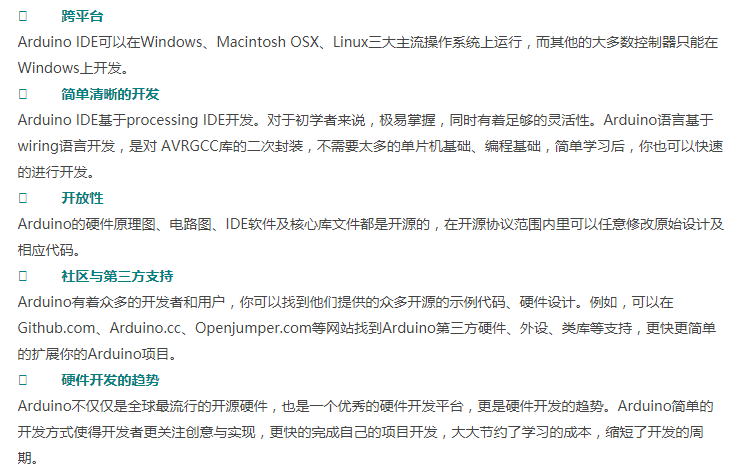 跨平台
Arduino IDE可以在Windows、Macintosh OSX、Linux三大主流操作系统上运行，而其他的大多数控制器只能在
Windows上开发。
简单清晰的开发
Arduino IDE基于processing IDE开发。对于初学者来说，极易掌握，同时有着足够的灵活性。Arduino语言基于
wiring语言开发，是对 AVRGCC库的二次封装，不需要太多的单片机基础、编程基础，简单学习后，你也可以快速
的进行开发。
开放性
Arduino的硬件原理图、电路图、IDE软件及核心库文件都是开源的，在开源协议范围内里可以任意修改原始设计及
相应代码。
社区与第三方支持
Arduino有着众多的开发者和用户，你可以找到他们提供的众多开源的示例代码、硬件设计。例如，可以在
Github.com、Arduino.cc、Openjumper.com等网站找到Arduino第三方硬件、外设、类库等支持，更快更简单
的扩展你的Arduino项目。
硬件开发的趋势
Arduino不仅仅是全球最流行的开源硬件，也是一个优秀的硬件开发平台，更是硬件开发的趋势。Arduino简单的
开发方式使得开发者更关注创意与实现，更快的完成自己的项目开发，大大节约了学习的成本，缩短了开发的周
期。